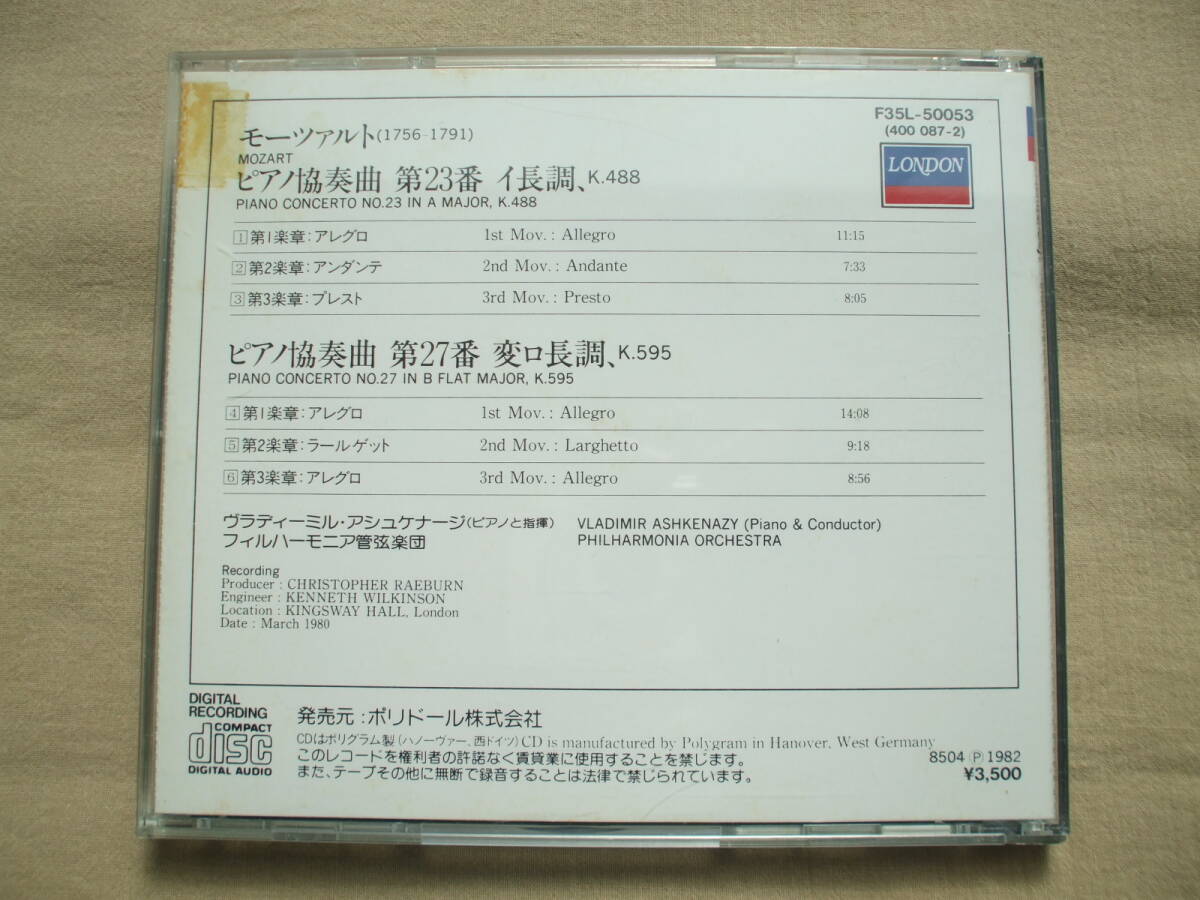 モーツァルト(1756-1791)
MOZART
ピアノ協奏曲 第23番 イ長調、K.488
PIANO CONCERTO NO.23 IN A MAJOR, K.488
F35L-50053
(400 087-2)
LONDON
1 第1楽章:アレグロ 1st Mov.: Allegro 11:15
2 第2楽章:アンダンテ 2nd Mov.: Andante 7:33
3 第3楽章:プレスト 3rd Mov.: Presto 8:05
ピアノ協奏曲 第27番 変ロ長調、K.595
PIANO CONCERTO NO.27 IN B FLAT MAJOR, K.595
4 第1楽章:アレグロ 1st Mov.: Allegro 14:08
5 第2楽章:ラールゲット 2nd Mov.: Larghetto 9:18
6 第3楽章:アレグロ 3rd Mov.: Allegro 8:56
ヴラディーミル・アシュケナージ(ピアノと指揮) VLADIMIR ASHKENAZY (Piano & Conductor)
フィルハーモニア管弦楽団 PHILHARMONIA ORCHESTRA
Recording
Producer : CHRISTOPHER RAEBURN
Engineer : KENNETH WILKINSON
Location : KINGSWAY HALL, London
Date : March 1980
DIGITAL
RECORDING
COMPACT
disc
DIGITAL AUDIO
発売元:ポリドール株式会社
CDはポリグラム製(ハノーヴァー、西ドイツ) CD is manufactured by Polygram in Hanover, West Germany
このレコードを権利者の許諾なく賃貸業に使用することを禁じます。
また、テープその他に無断で録音することは法律で禁じられています。
8504 Ⓟ 1982
¥3,500